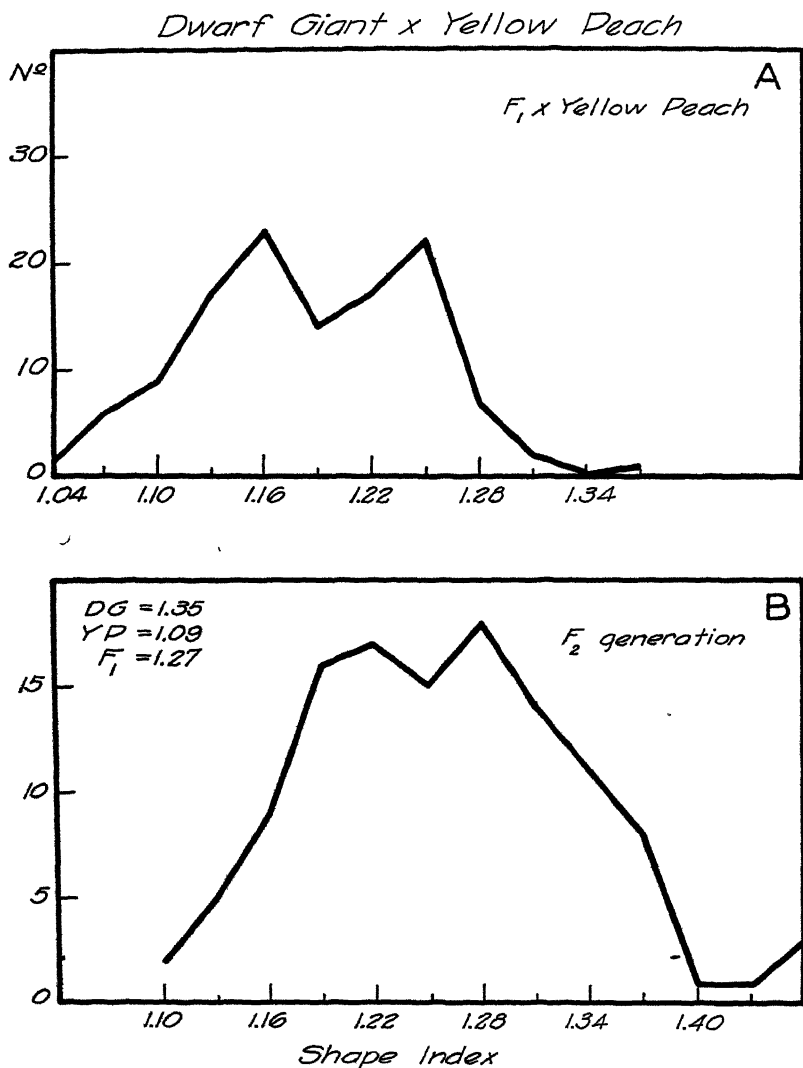 Dwarf Giant x Yellow Peach
Nº
A
F₁ x Yellow Peach
30
20
10
0
1.04 1.10 1.16 1.22 1.28 1.34
B
DG = 1.35
YP = 1.09
F₁ = 1.27
F₂ generation
15
10
5
0
1.10 1.16 1.22 1.28 1.34 1.40
Shape Index